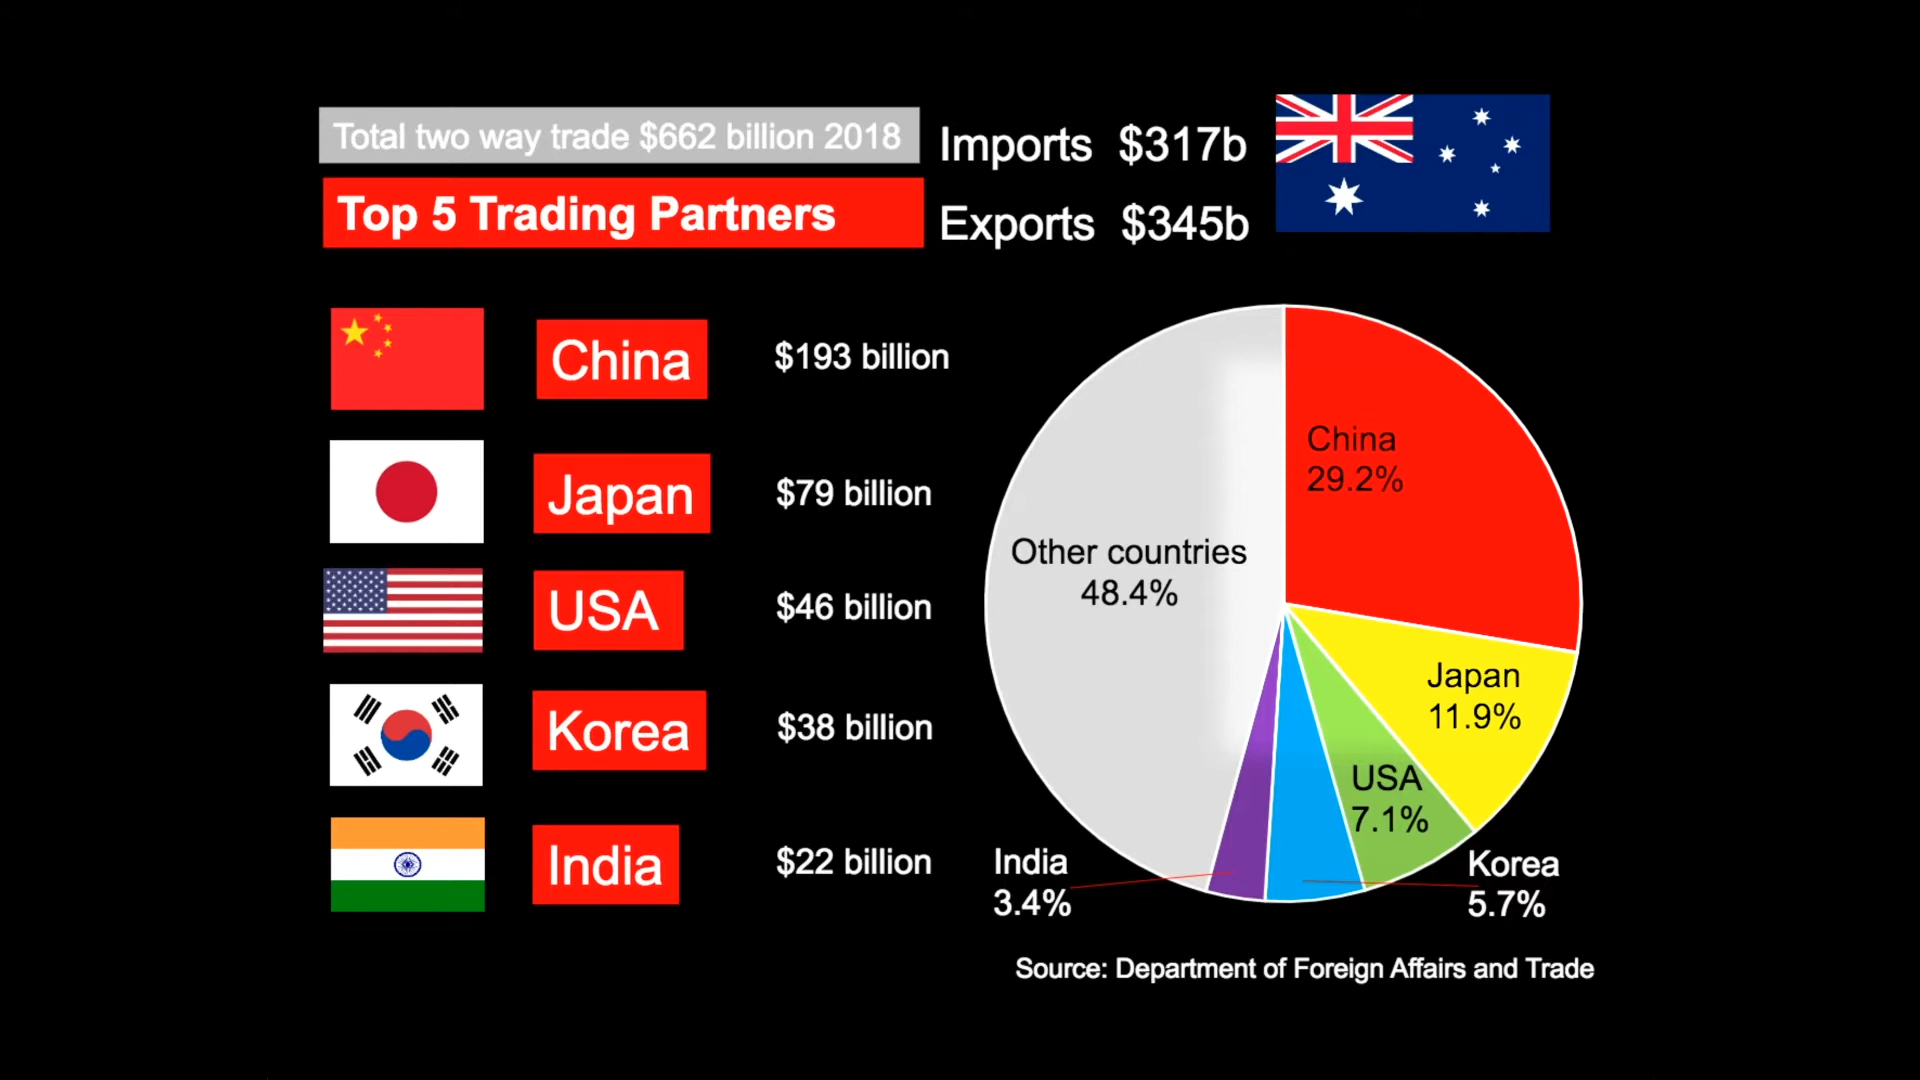 Total two way trade $662 billion 2018
Imports $317b
Top 5 Trading Partners
Exports $345b
China $193 billion
Japan $79 billion
USA $46 billion
Korea $38 billion
India $22 billion
China
29.2%
Other countries
48.4%
Japan
11.9%
USA
7.1%
India
3.4%
Korea
5.7%
Source: Department of Foreign Affairs and Trade